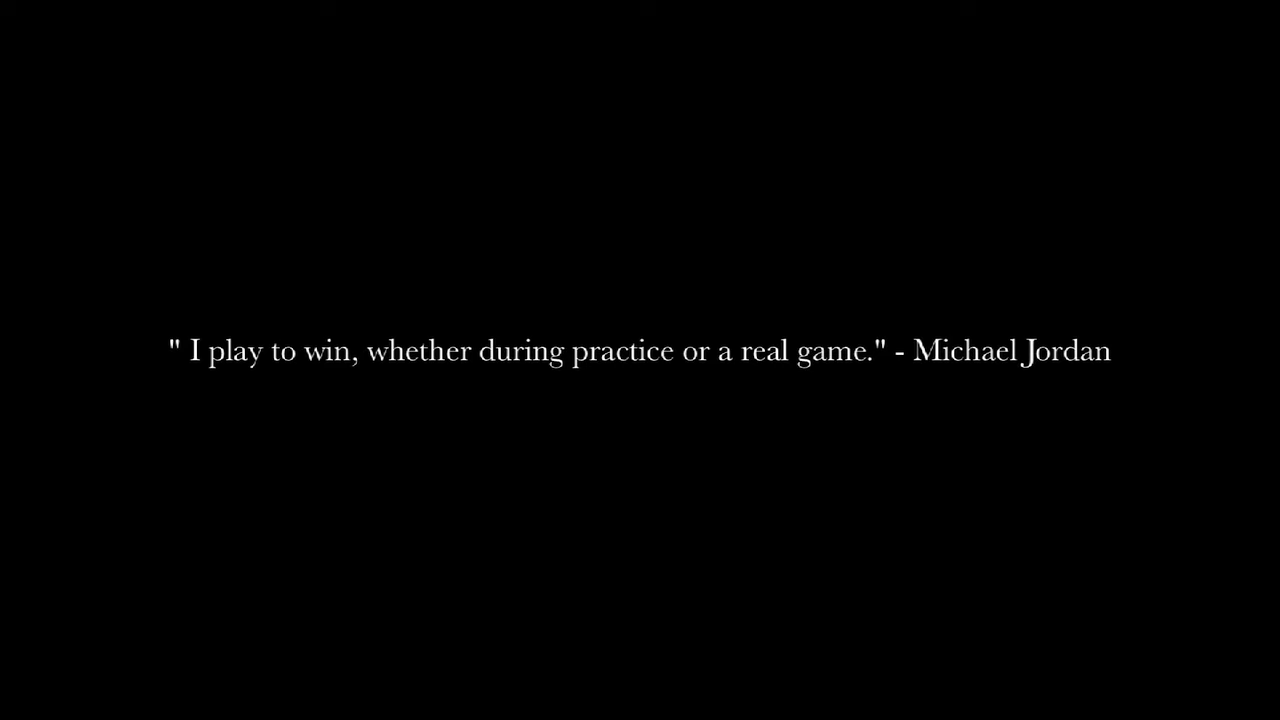 " I play to win, whether during practice or a real game." - Michael Jordan